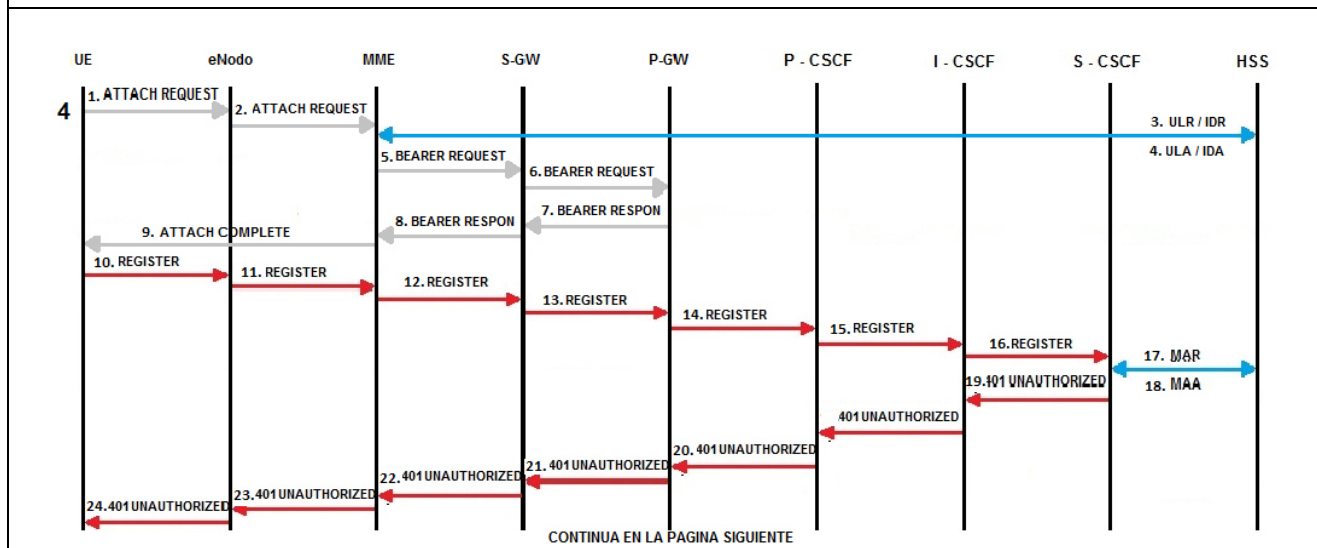 UE
eNodo
MME
S-GW
P-GW
P - CSCF
I - CSCF
S - CSCF
HSS
4
1. ATTACH REQUEST
2. ATTACH REQUEST
3. ULR / IDR
4. ULA / IDA
5. BEARER REQUEST
6. BEARER REQUEST
7. BEARER RESPON
8. BEARER RESPON
9. ATTACH COMPLETE
10. REGISTER
11. REGISTER
12. REGISTER
13. REGISTER
14. REGISTER
15. REGISTER
16. REGISTER
17. MAR
18. MAA
19. 401 UNAUTHORIZED
401 UNAUTHORIZED
20. 401 UNAUTHORIZED
21. 401 UNAUTHORIZED
22. 401 UNAUTHORIZED
23. 401 UNAUTHORIZED
24. 401 UNAUTHORIZED
CONTINUA EN LA PAGINA SIGUIENTE